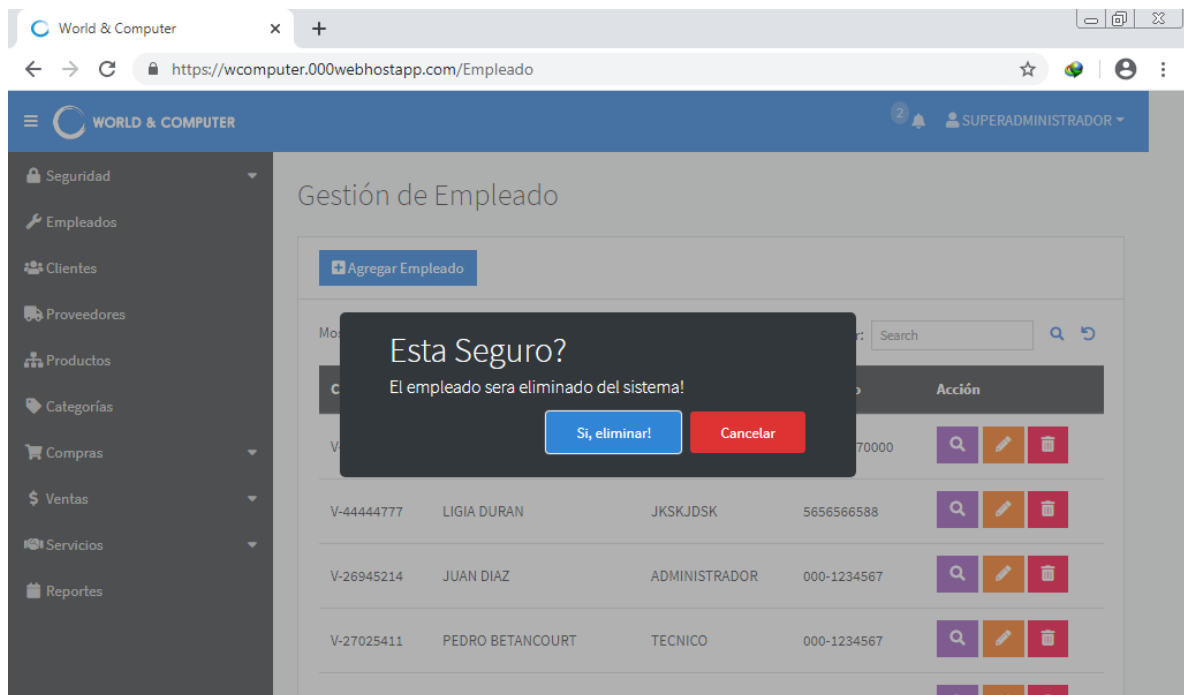 World & Computer
https://wcomputer.000webhostapp.com/Empleado
WORLD & COMPUTER
2
SUPERADMINISTRADOR
Seguridad
Empleados
Clientes
Proveedores
Productos
Categorías
Compras
$ Ventas
Servicios
Reportes
Gestión de Empleado
Agregar Empleado
Search
Acción
Esta Seguro?
El empleado sera eliminado del sistema!
Si, eliminar! Cancelar
70000
V-44444777 LIGIA DURAN JKSKJDSK 5656566588
V-26945214 JUAN DIAZ ADMINISTRADOR 000-1234567
V-27025411 PEDRO BETANCOURT TECNICO 000-1234567